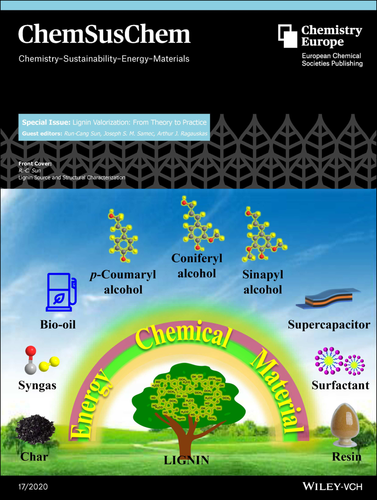 ChemSusChem
Chemistry–Sustainability–Energy–Materials
Chemistry
Europe
European Chemical
Societies Publishing
Special Issue: Lignin Valorization: From Theory to Practice
Guest editors: Run-Cang Sun, Joseph S. M. Samec, Arthur J. Ragauskas
Front Cover:
R.-C. Sun
Lignin Source and Structural Characterization
p-Coumaryl
alcohol
Coniferyl
alcohol
Sinapyl
alcohol
Bio-oil
Supercapacitor
Syngas
Surfactant
Char
Resin
Energy Chemical Material
LIGNIN
17/2020
WILEY-VCH